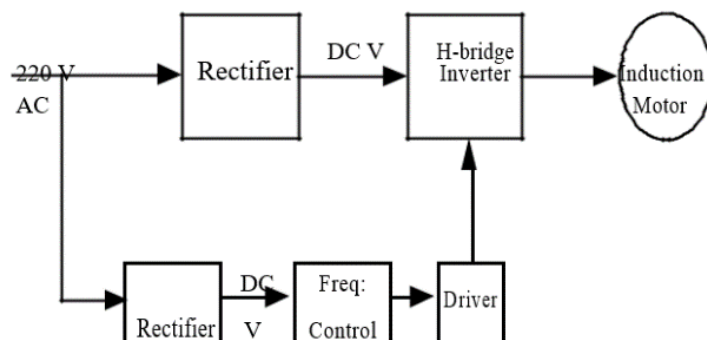 220 V
AC
Rectifier
DC V
H-bridge
Inverter
Induction
Motor
Rectifier
DC
V
Freq:
Control
Driver